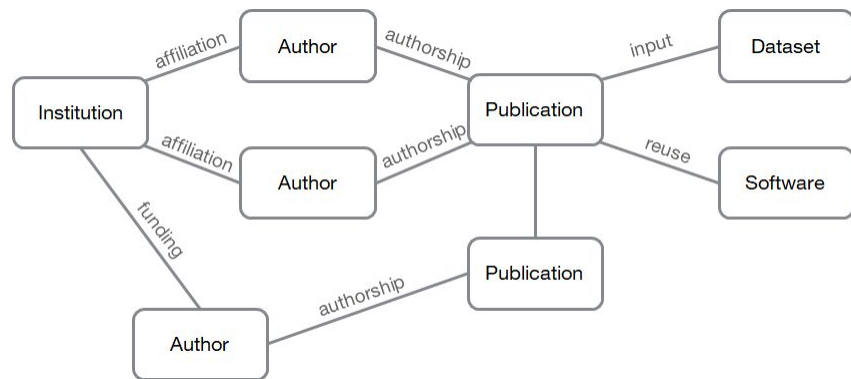 Author
affiliation
authorship
Institution
Publication
input
Dataset
affiliation
Author
authorship
reuse
Software
funding
Publication
authorship
Author